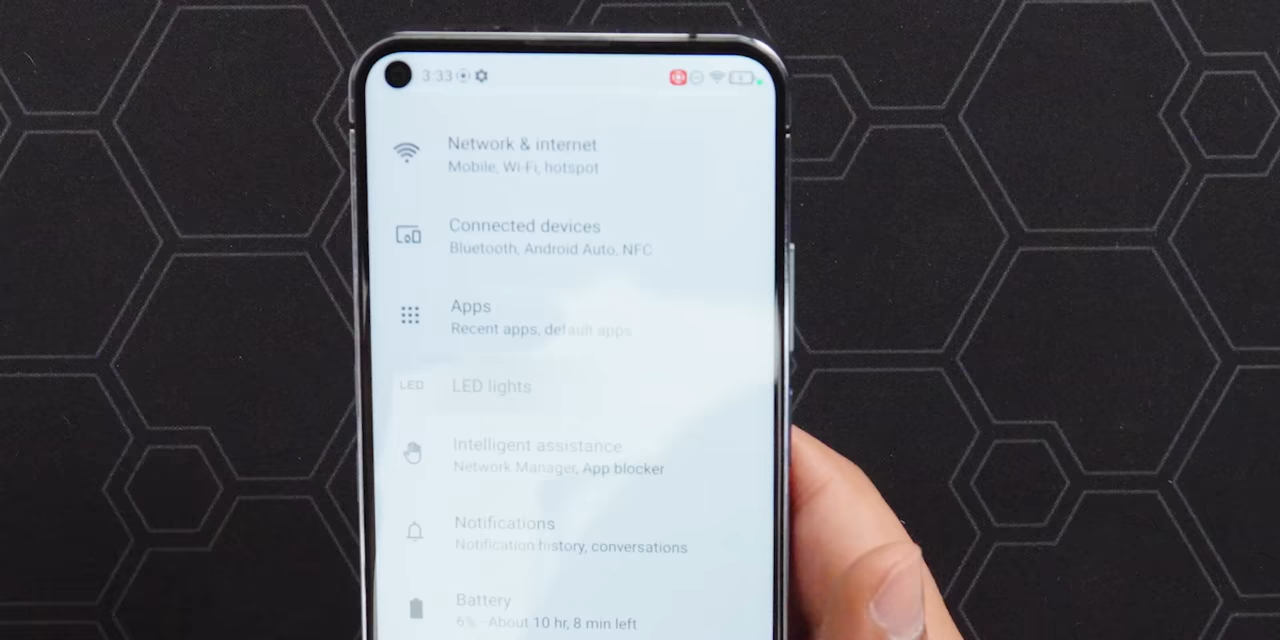 3:33
Network & internet
Mobile, Wi-Fi, hotspot
Connected devices
Bluetooth, Android Auto, NFC
Apps
Recent apps, default apps
LED
LED lights
Intelligent assistance
Network Manager, App blocker
Notifications
Notification history, conversations
Battery
6% - About 10 hr, 8 min left